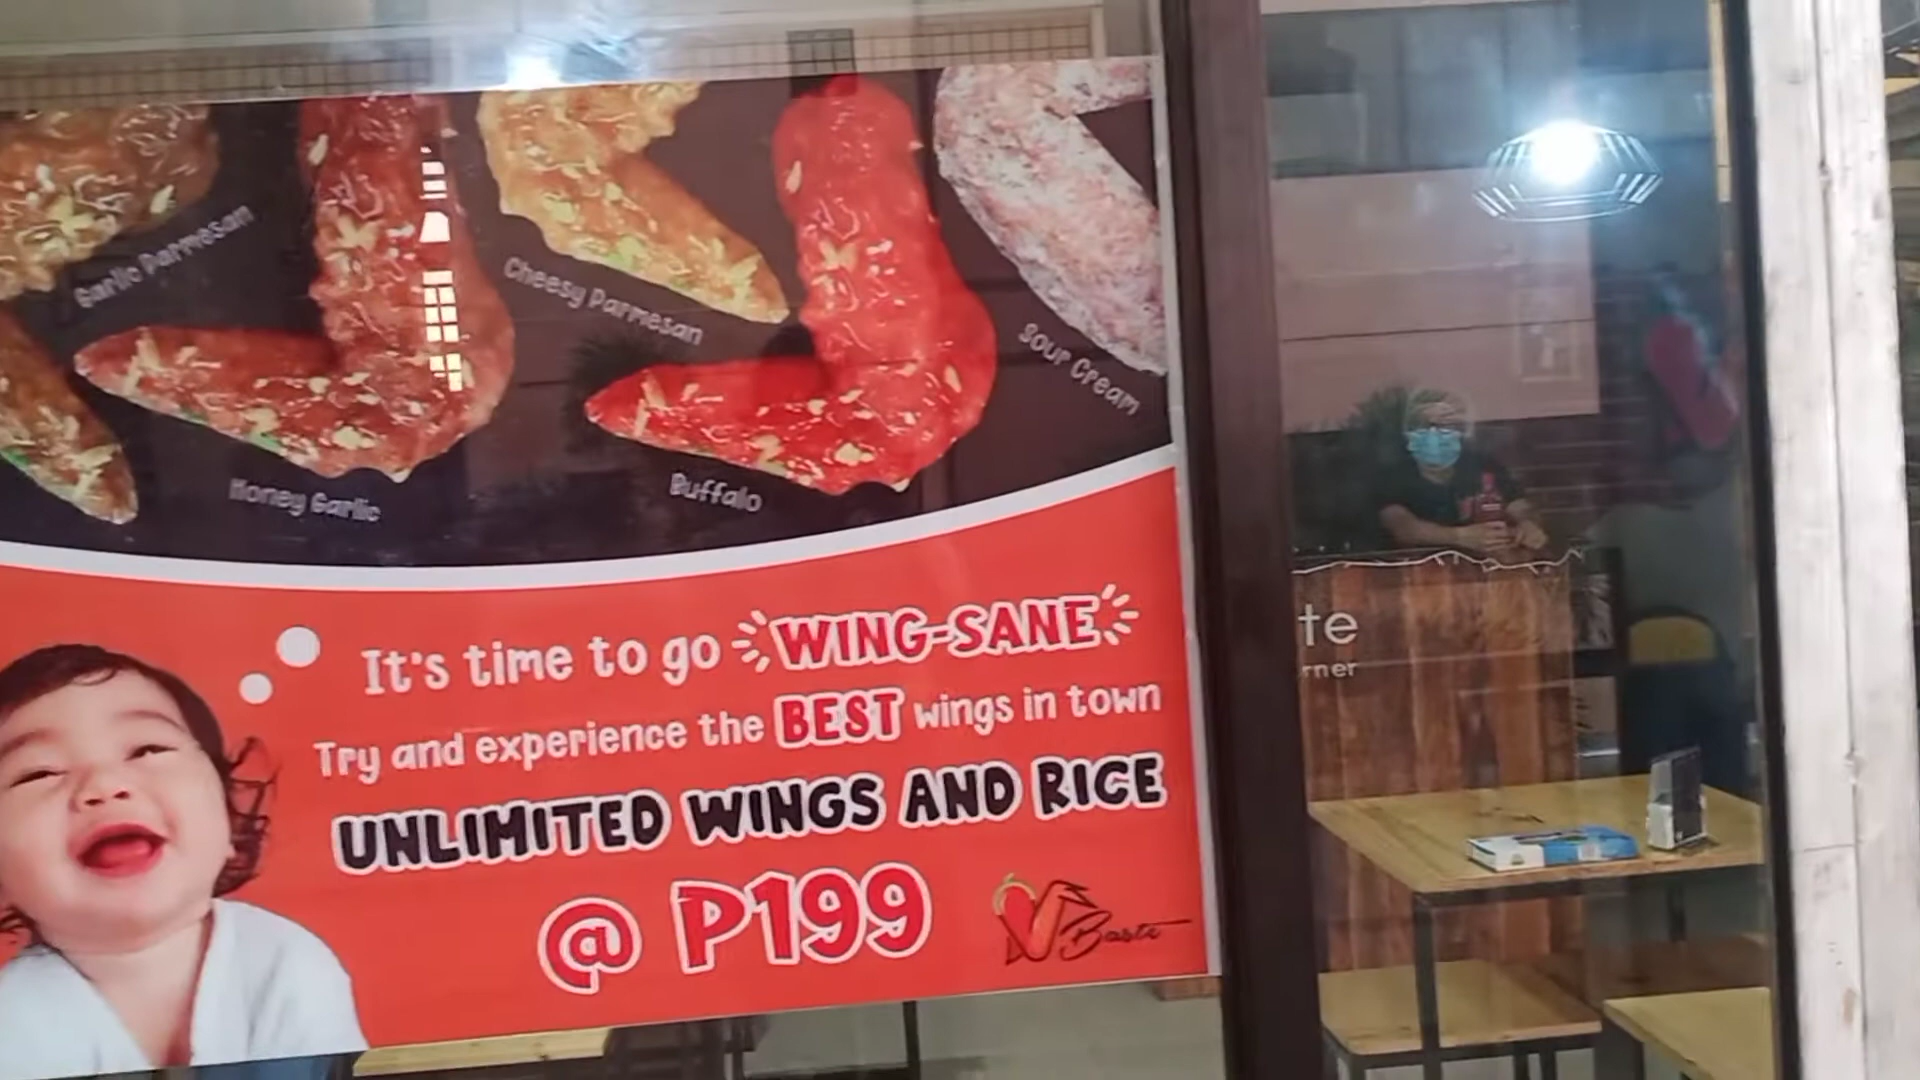 Garlic Parmesan
Cheesy Parmesan
Sour Cream
Honey Garlic
Buffalo
It's time to go WING-SANE
Try and experience the BEST wings in town
UNLIMITED WINGS AND RICE
@ P199
Baste
te
rner